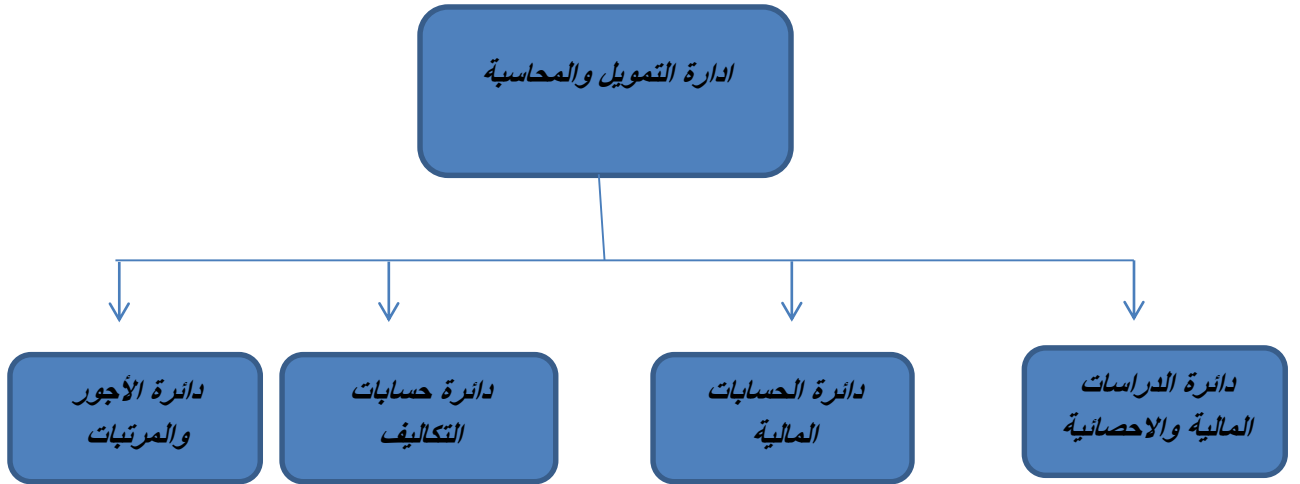 ادارة التمويل والمحاسبة
دائرة الدراسات
المالية والاحصائية
دائرة الحسابات
المالية
دائرة حسابات
التكاليف
دائرة الأجور
والمرتبات